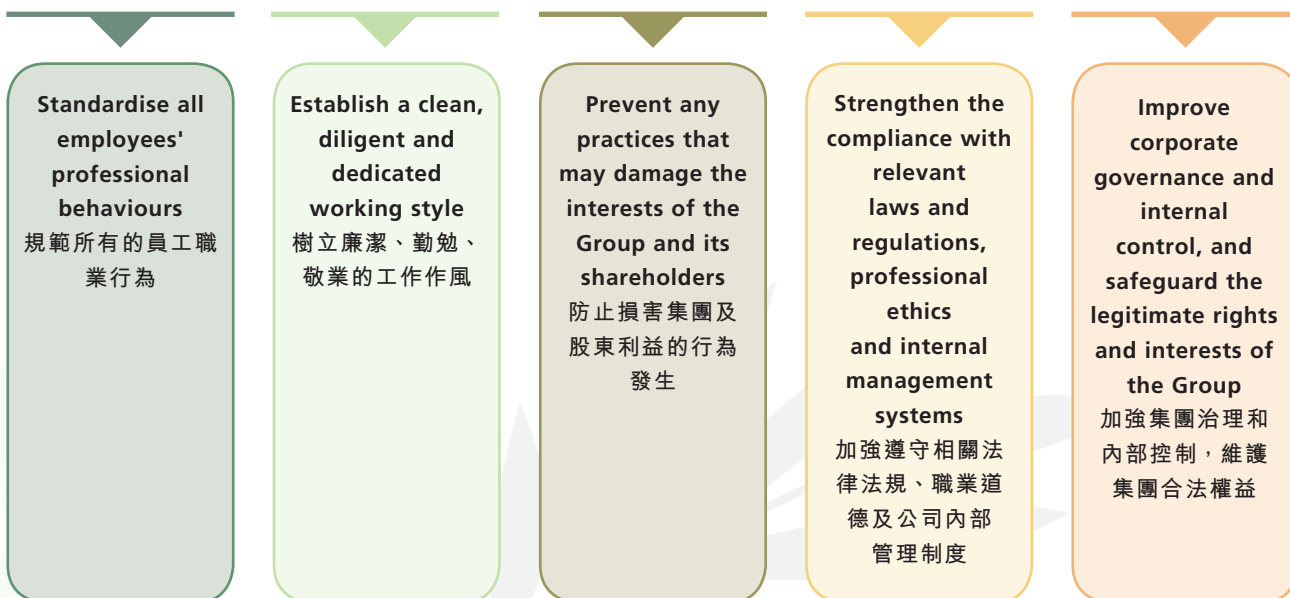 Standardise all
employees'
professional
behaviours
規範所有的員工職
業行為
Establish a clean,
diligent and
dedicated
working style
樹立廉潔、勤勉、
敬業的工作作風
Prevent any
practices that
may damage the
interests of the
Group and its
shareholders
防止損害集團及
股東利益的行為
發生
Strengthen the
compliance with
relevant
laws and
regulations,
professional
ethics
and internal
management
systems
加強遵守相關法
律法規、職業道
德及公司內部
管理制度
Improve
corporate
governance and
internal
control, and
safeguard the
legitimate rights
and interests of
the Group
加強集團治理和
內部控制，維護
集團合法權益